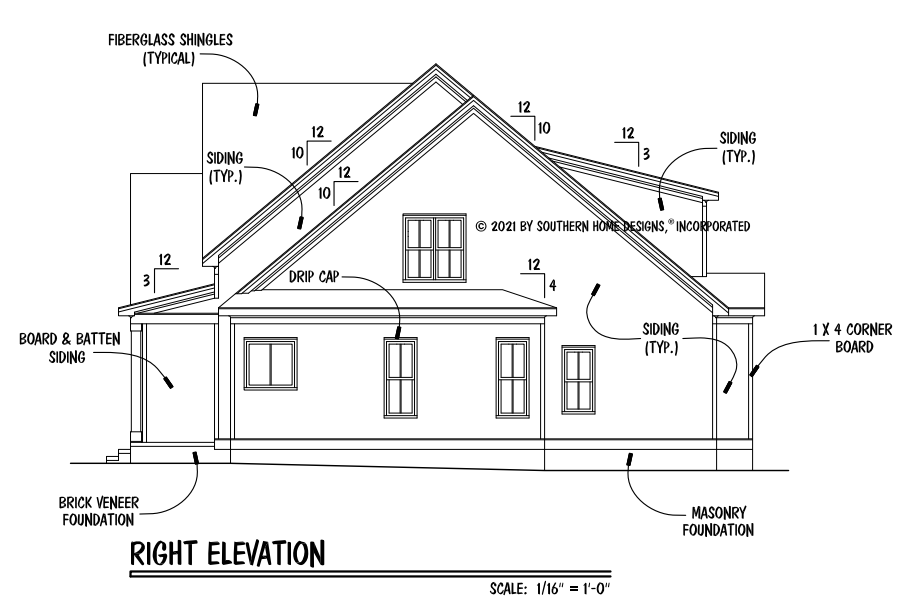 FIBERGLASS SHINGLES
(TYPICAL)
12
10
12
10
12
3
SIDING
(TYP.)
SIDING
(TYP.)
12
10
© 2021 BY SOUTHERN HOME DESIGNS,® INCORPORATED
12
3
DRIP CAP
12
4
BOARD & BATTEN
SIDING
SIDING
(TYP.)
1 X 4 CORNER
BOARD
BRICK VENEER
FOUNDATION
MASONRY
FOUNDATION
RIGHT ELEVATION
SCALE: 1/16" = 1'-0"